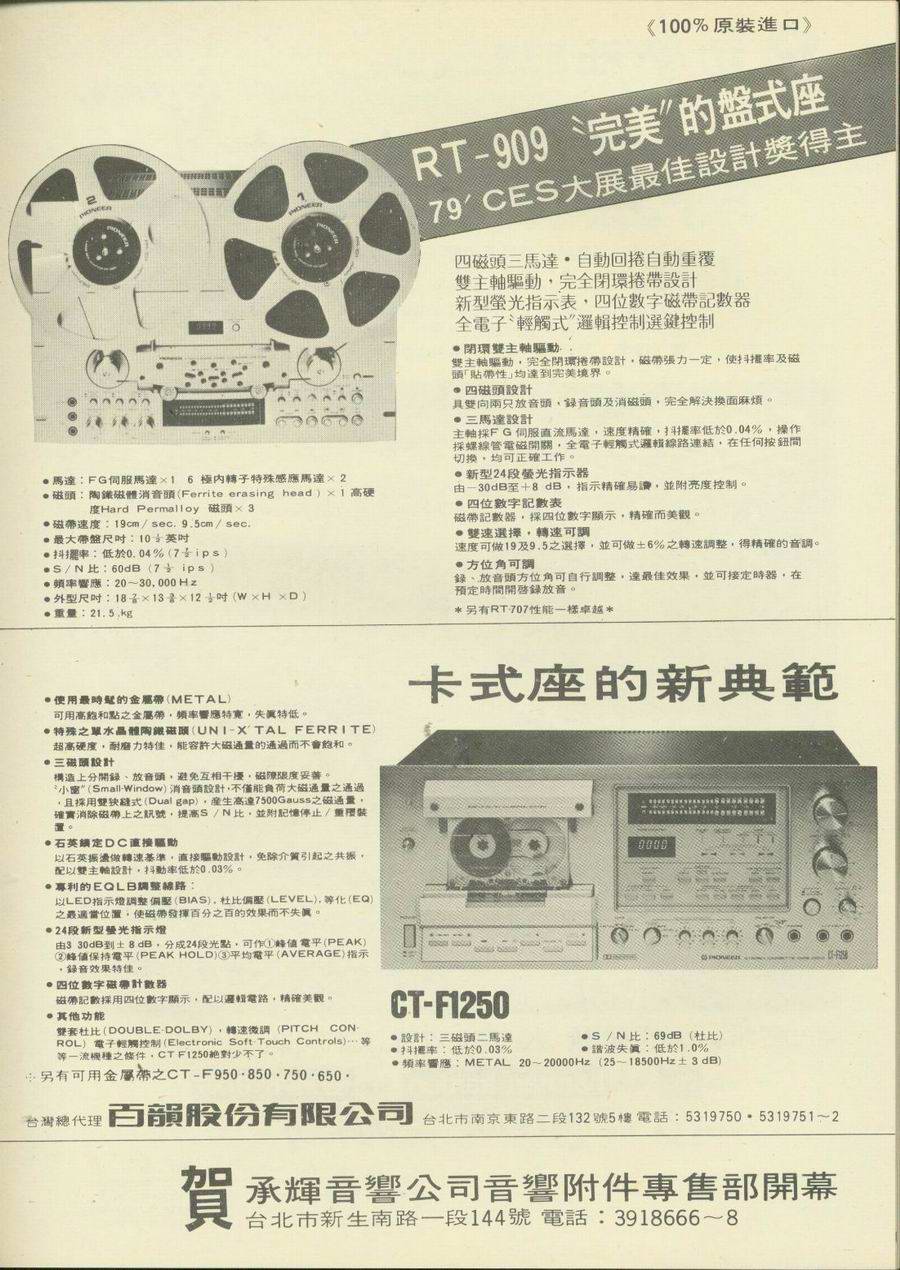 《100%原裝進口》
RT-909 〝完美〞的盤式座
79′ CES大展最佳設計獎得主
四磁頭三馬達•自動回捲自動重覆
雙主軸驅動，完全閉環捲帶設計
新型螢光指示表，四位數字磁帶記數器
全電子〝輕觸式〞邏輯控制選鍵控制
●閉環雙主軸驅動
雙主軸驅動，完全閉環捲帶設計，磁帶張力一定，使抖擺率及磁
頭「貼帶性」均達到完美境界。
●四磁頭設計
具雙向兩只放音頭、錄音頭及消磁頭，完全解決換面麻煩。
●三馬達設計
主軸採FG伺服直流馬達，速度精確，抖擺率低於0.04%，操作
採螺線管電磁開關，全電子輕觸式邏輯線路連結，在任何按鈕間
切換，均可正確工作。
●新型24段螢光指示器
由－30dB至＋8 dB，指示精確易讀，並附亮度控制。
●四位數字記數表
磁帶記數器，採四位數字顯示，精確而美觀。
●雙速選擇，轉速可調
速度可做19及9.5之選擇，並可做±6%之轉速調整，得精確的音調。
●方位角可調
錄、放音頭方位角可自行調整，達最佳效果，並可接定時器，在
預定時間開啓錄放音。
＊另有RT-707性能一樣卓越＊
2
PIONEER
1
PIONEER
●馬達：FG伺服馬達×1 6 極內轉子特殊感應馬達×2
●磁頭：陶鐵磁體消音頭(Ferrite erasing head)×1高硬
度Hard Permalloy 磁頭×3
●磁帶速度：19cm/sec. 9.5cm/sec.
●最大帶盤尺吋：10½英吋
●抖擺率：低於0.04%(7½ips)
●S/N比：60dB (7½ ips)
●頻率響應：20～30,000Hz
●外型尺吋：18⅞×13⅜×12½吋(W×H×D)
●重量：21.5kg
卡式座的新典範
●使用最時髦的金屬帶(METAL)
可用高飽和點之金屬帶，頻率響應特寬，失眞特低。
●特殊之單水晶體陶鐵磁頭(UNI-X'TAL FERRITE)
超高硬度，耐磨力特佳，能容許大磁通量的通過而不會飽和。
●三磁頭設計
構造上分開錄、放音頭，避免互相干擾，磁隙限度妥善。
〝小窗〞(Small-Window)消音頭設計，不僅能負荷大磁通量之通過
，且採用雙狹縫式(Dual gap)，産生高達7500Gauss之磁通量，
確實消除磁帶上之訊號，提高S/N比，並附記憶停止／重覆裝
置。
●石英鎖定DC直接驅動
以石英振盪做轉速基準，直接驅動設計，免除介質引起之共振，
配以雙主軸設計，抖動率低於0.03%。
●專利的EQLB調整線路：
以LED指示燈調整偏壓(BIAS)，杜比偏壓(LEVEL)，等化(EQ)
之最適當位置，使磁帶發揮百分之百的效果而不失眞。
●24段新型螢光指示燈
由3 30dB到±8dB，分成24段光點，可作①峰值電平(PEAK)
②峰值保持電平(PEAK HOLD)③平均電平(AVERAGE)指示
，錄音效果特佳。
●四位數字磁帶計數器
磁帶記數採用四位數字顯示，配以邏輯電路，精確美觀。
●其他功能
雙套杜比(DOUBLE-DOLBY)，轉速微調 (PITCH CON-
ROL) 電子輕觸控制(Electronic Soft-Touch Controls)…等
等一流機種之條件，CT F1250絶對少不了。
另有可用金屬帶之CT-F950·850·750·650·
PIONEER
CT-F1250
CT-F1250
●設計：三磁頭二馬達
●抖擺率：低於0.03%
●頻率響應：METAL 20～20000Hz (25～18500Hz±3 dB)
●S/N比：69dB (杜比)
●諧波失眞：低於1.0%
台灣總代理 百韻股份有限公司 台北市南京東路二段132號5樓 電話：5319750•5319751～2
賀 承輝音響公司音響附件專售部開幕
台北市新生南路一段144號 電話：3918666～8